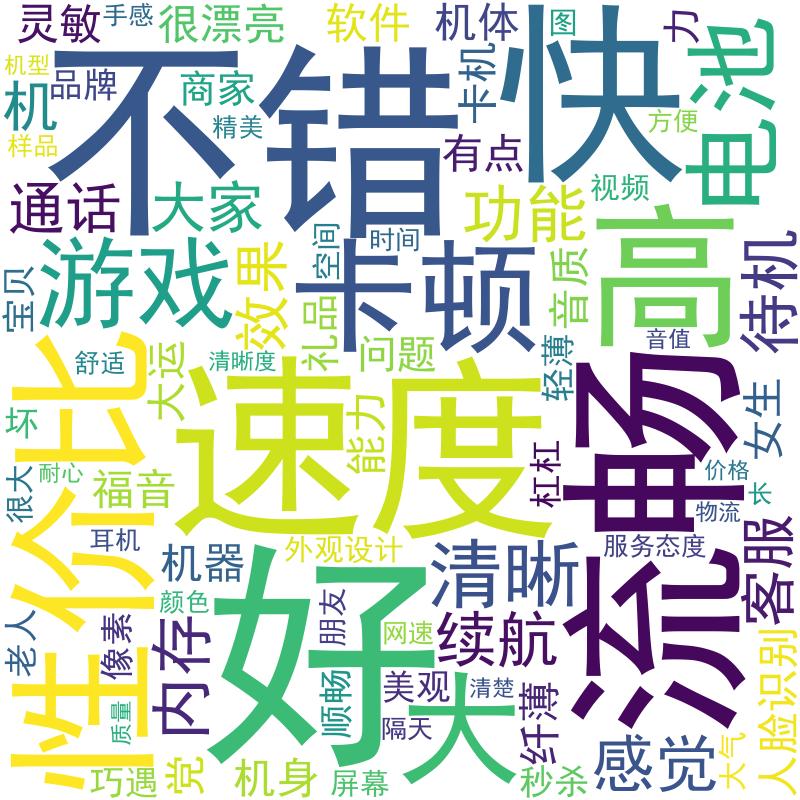 灵敏
手感
很漂亮
软件
机体
图
力
电池
机型
品牌
机
商家
不错
卡机
快
精美
方便
样品
有点
通话
大家
功能
视频
高
宝贝
游戏
效果
空间
时间
卡顿
音质
待机
礼品
音值
性价比
舒适
大运
清晰度
问题
轻薄
速度
流畅
女生
坏
能力
杠杠
价格
长
很大
耐心
福音
物流
客服
耳机
机器
外观设计
清晰
服务态度
好
老人
像素
颜色
内存
朋友
网速
续航
人脸识别
质量
顺畅
美观
清楚
大
隔天
纤薄
感觉
大气
巧遇
党
机身
屏幕
秒杀